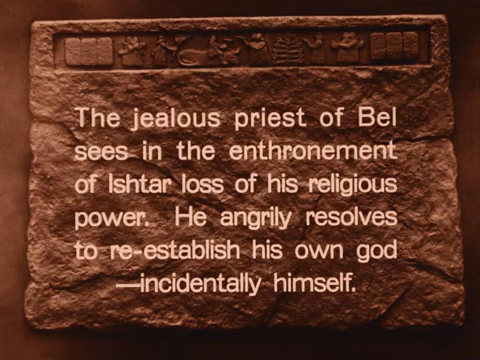 The jealous priest of Bel
sees in the enthronement
of Ishtar loss of his religious
power. He angrily resolves
to re-establish his own god
—incidentally himself.